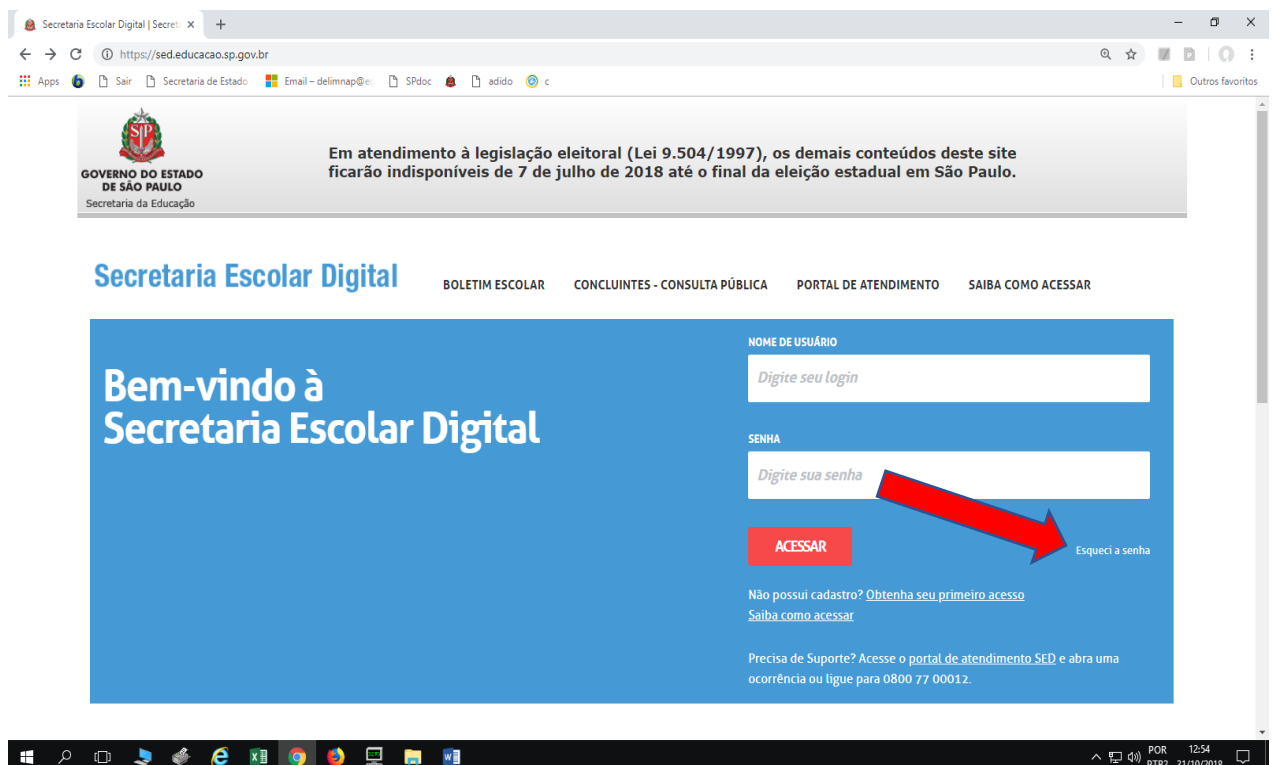 Secretaria Escolar Digital | Secret
https://sed.educacao.sp.gov.br
Apps Sair Secretaria de Estado Email – delimnap@e SPdoc adido c Outros favoritos
SP
GOVERNO DO ESTADO
DE SÃO PAULO
Secretaria da Educação
Em atendimento à legislação eleitoral (Lei 9.504/1997), os demais conteúdos deste site
ficarão indisponíveis de 7 de julho de 2018 até o final da eleição estadual em São Paulo.
Secretaria Escolar Digital
BOLETIM ESCOLAR CONCLUINTES - CONSULTA PÚBLICA PORTAL DE ATENDIMENTO SAIBA COMO ACESSAR
Bem-vindo à
Secretaria Escolar Digital
NOME DE USUÁRIO
Digite seu login
SENHA
Digite sua senha
ACESSAR
Esqueci a senha
Não possui cadastro? Obtenha seu primeiro acesso
Saiba como acessar
Precisa de Suporte? Acesse o portal de atendimento SED e abra uma
ocorrência ou ligue para 0800 77 00012.
POR 12:54
PTB2 31/10/2018